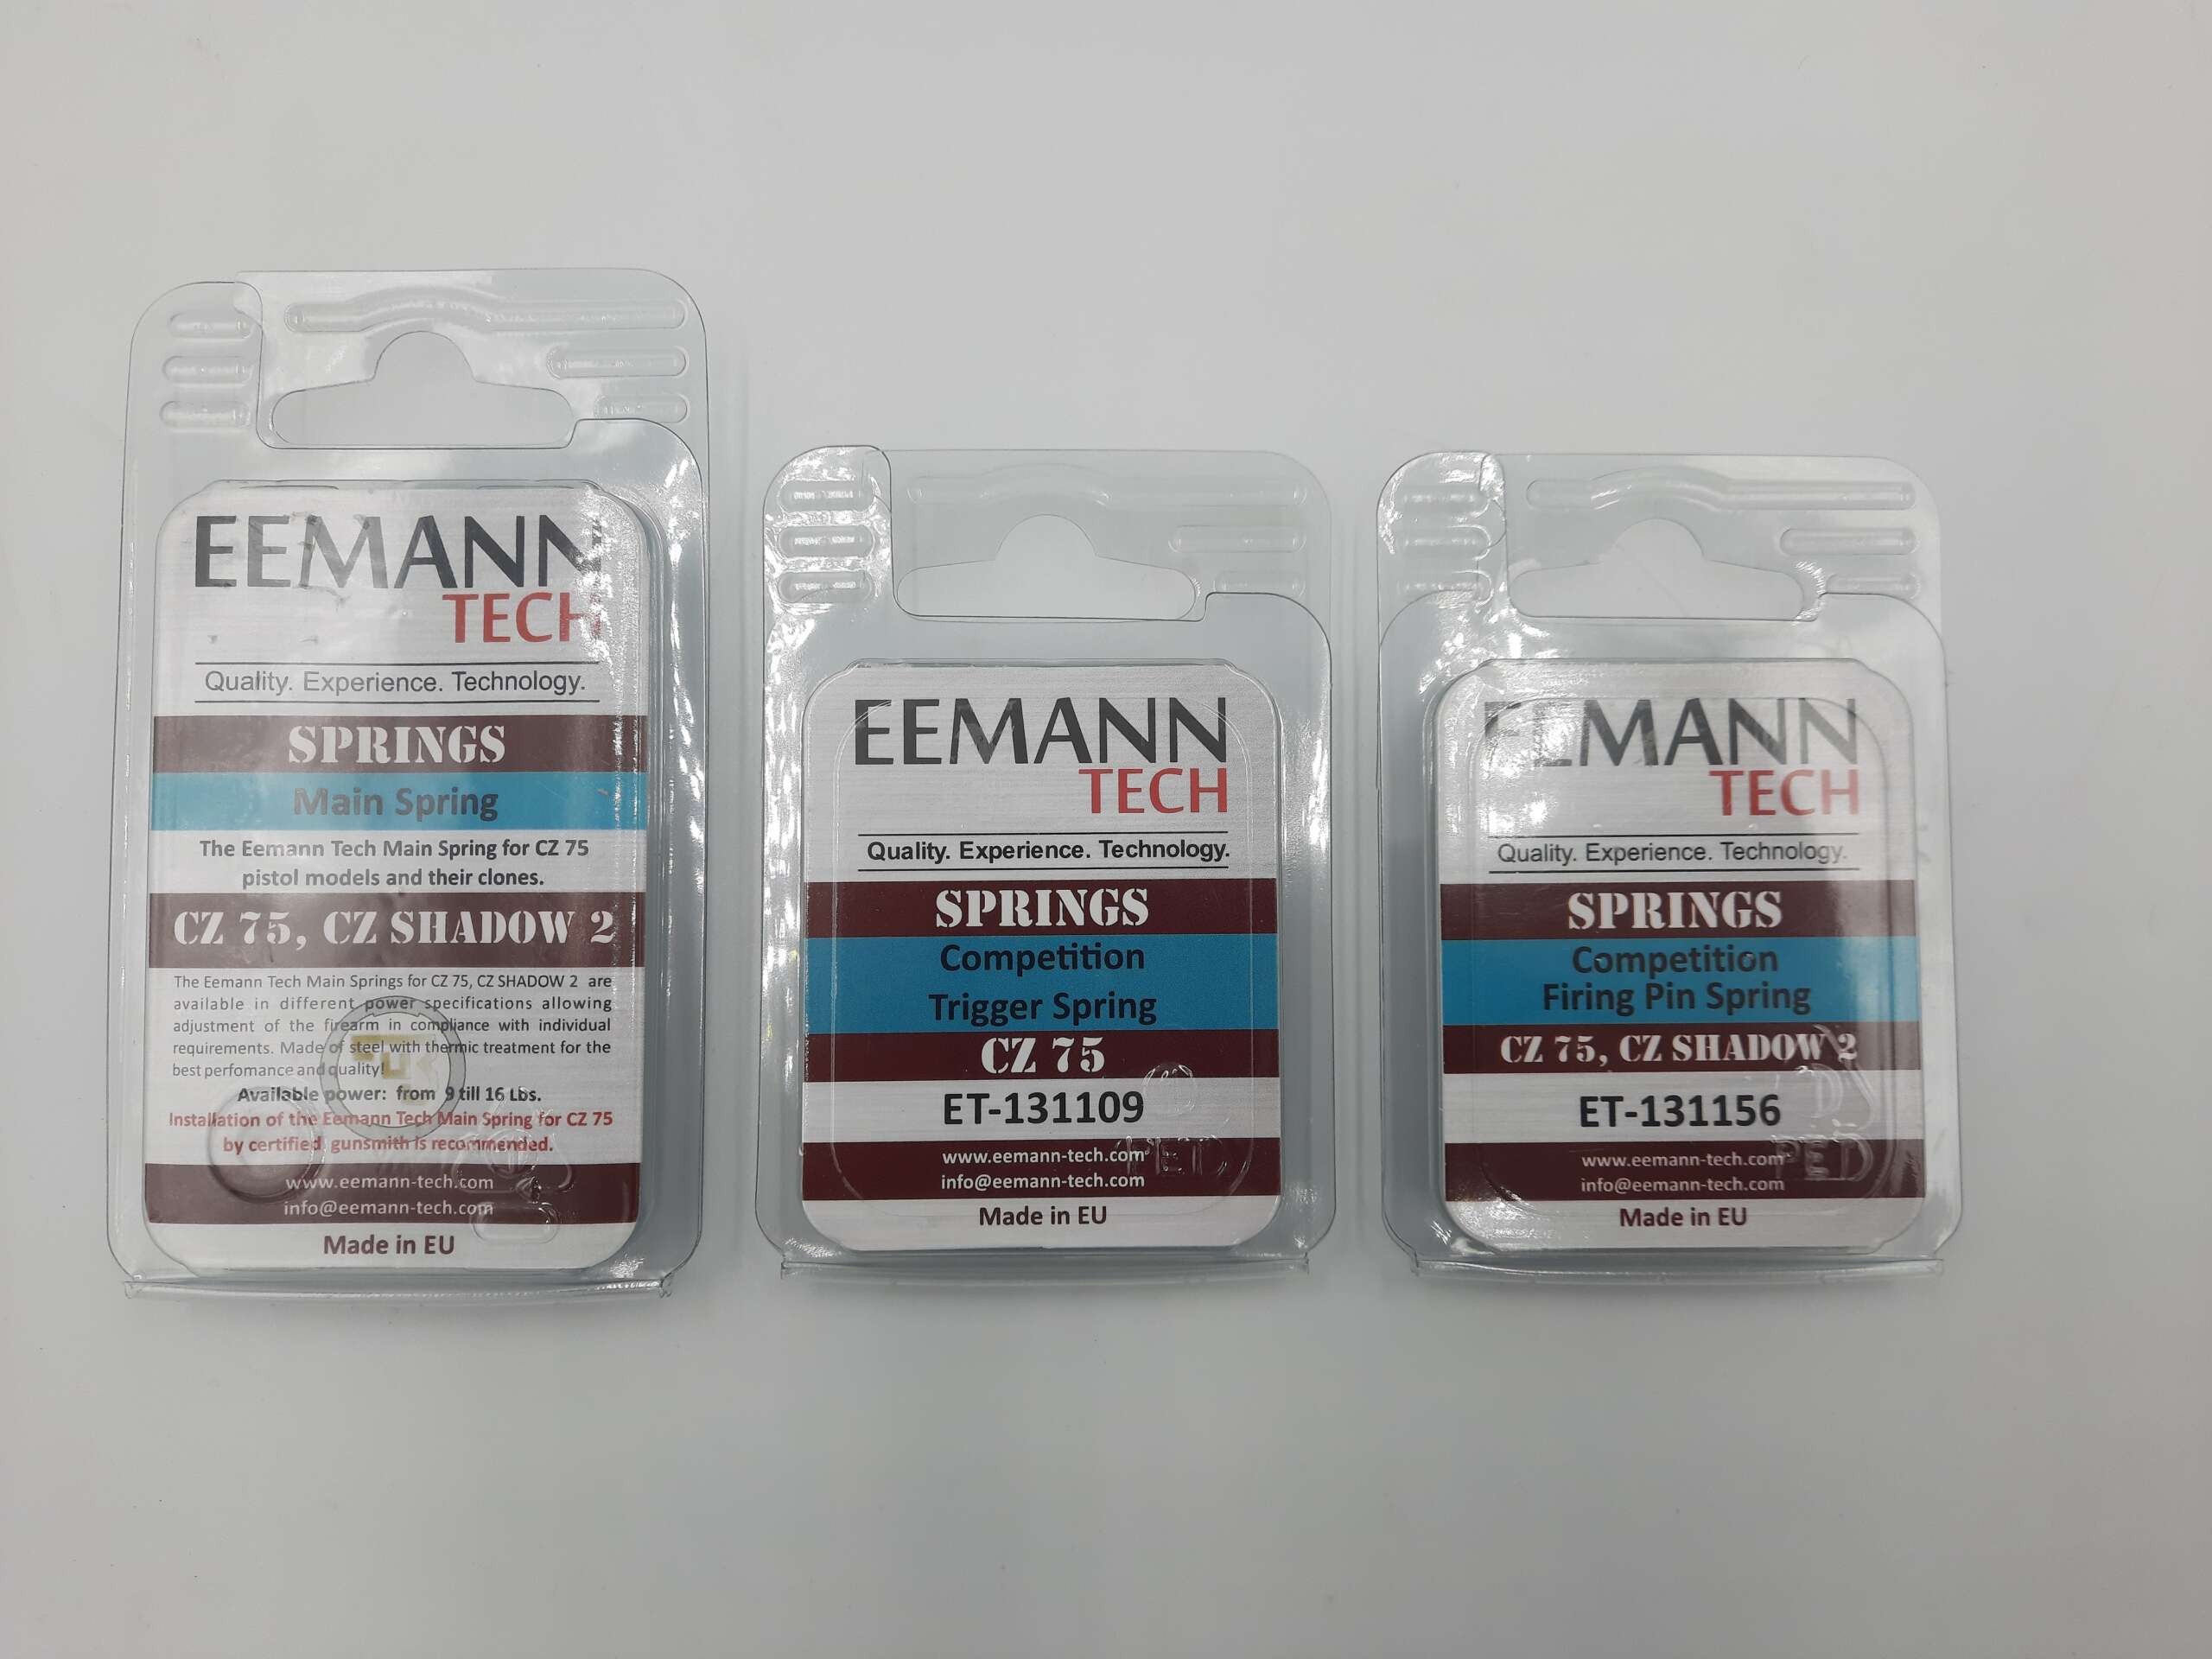 EEMANN
TECH
Quality. Experience. Technology.
SPRINGS
Main Spring
The Eemann Tech Main Spring for CZ 75
pistol models and their clones.
CZ 75, CZ SHADOW 2
The Eemann Tech Main Springs for CZ 75, CZ SHADOW 2 are
available in different power specifications allowing
adjustment of the firearm in compliance with individual
requirements. Made of steel with thermic treatment for the
best perfomance and quality!
Available power: from 9 till 16 Lbs.
Installation of the Eemann Tech Main Spring for CZ 75
by certified gunsmith is recommended.
www.eemann-tech.com
info@eemann-tech.com
Made in EU
EEMANN
TECH
Quality. Experience. Technology.
SPRINGS
Competition
Trigger Spring
CZ 75
ET-131109
www.eemann-tech.com
info@eemann-tech.com
Made in EU
PET
EEMANN
TECH
Quality. Experience. Technology.
SPRINGS
Competition
Firing Pin Spring
CZ 75, CZ SHADOW 2
ET-131156
www.eemann-tech.com
info@eemann-tech.com
Made in EU